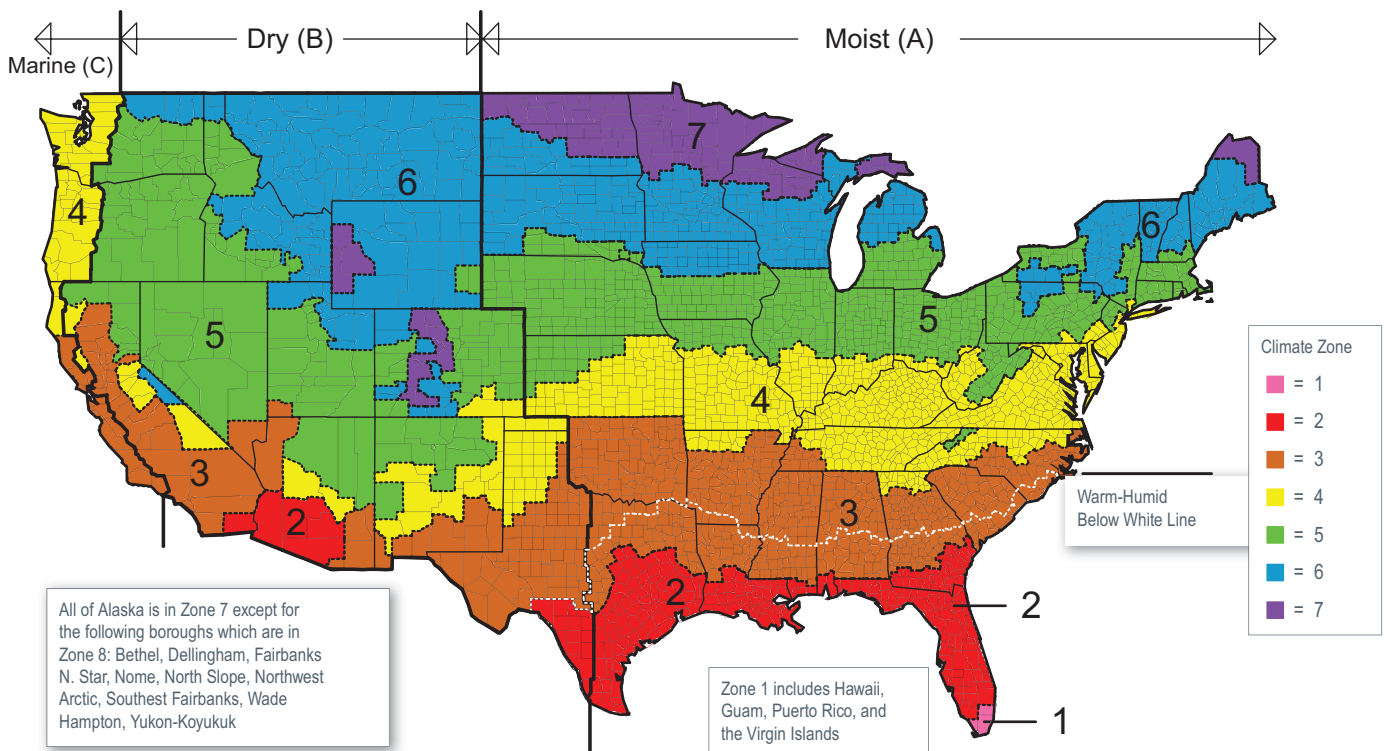 Marine (C)
Dry (B)
Moist (A)
7
6
4
6
5
5
4
3
3
2
2
2
1
Climate Zone
= 1
= 2
= 3
= 4
= 5
= 6
= 7
Warm-Humid
Below White Line
All of Alaska is in Zone 7 except for
the following boroughs which are in
Zone 8: Bethel, Dellingham, Fairbanks
N. Star, Nome, North Slope, Northwest
Arctic, Southest Fairbanks, Wade
Hampton, Yukon-Koyukuk
Zone 1 includes Hawaii,
Guam, Puerto Rico, and
the Virgin Islands